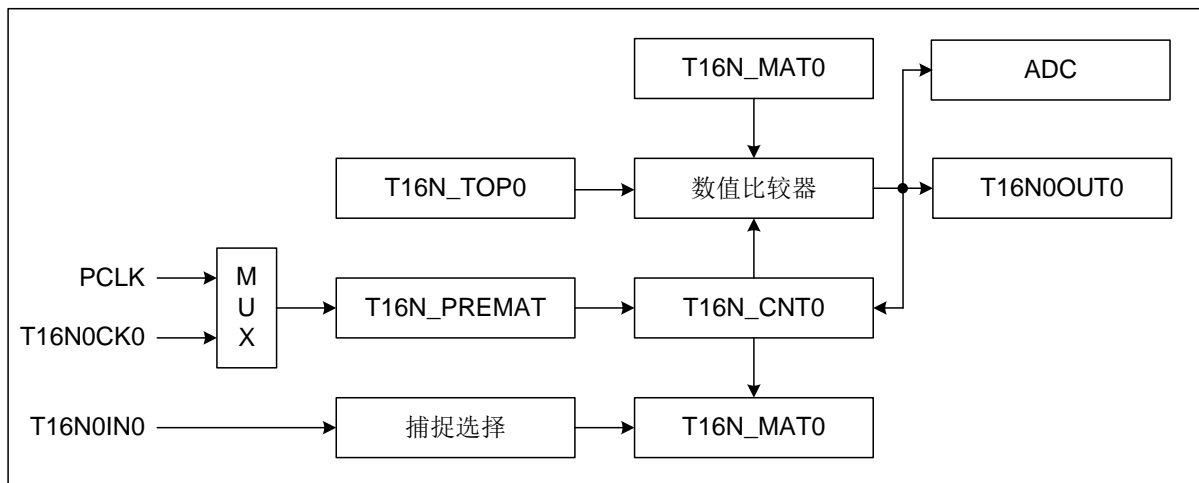 T16N_MAT0
ADC
T16N_TOP0
数值比较器
T16N0OUT0
PCLK
T16N0CK0
M
U
X
T16N_PREMAT
T16N_CNT0
T16N0IN0
捕捉选择
T16N_MAT0